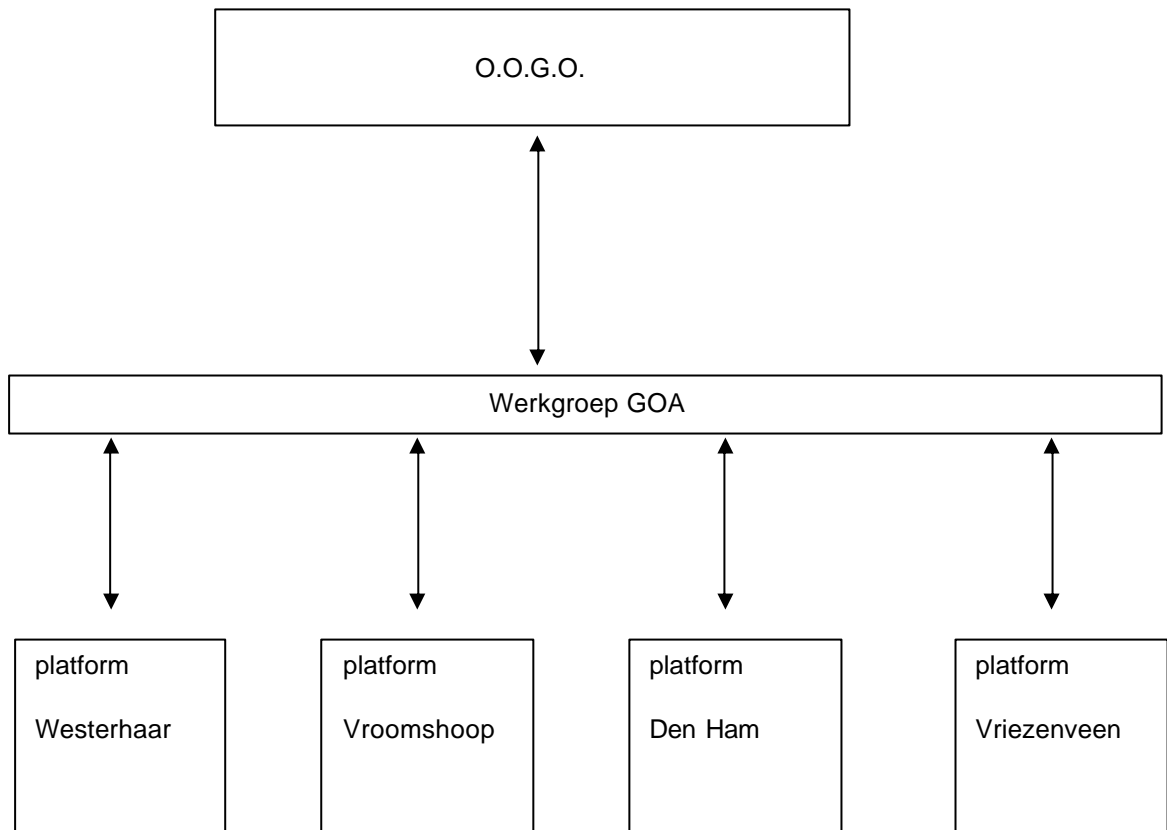 O.O.G.O.
Werkgroep GOA
platform
Westerhaar
platform
Vroomshoop
platform
Den Ham
platform
Vriezenveen